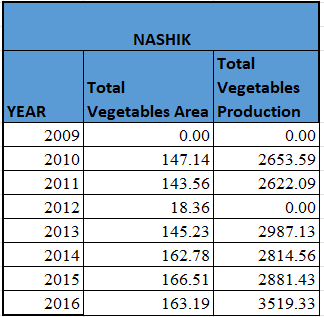 NASHIK
YEAR Total Vegetables Area Total Vegetables Production
2009 0.00 0.00
2010 147.14 2653.59
2011 143.56 2622.09
2012 18.36 0.00
2013 145.23 2987.13
2014 162.78 2814.56
2015 166.51 2881.43
2016 163.19 3519.33